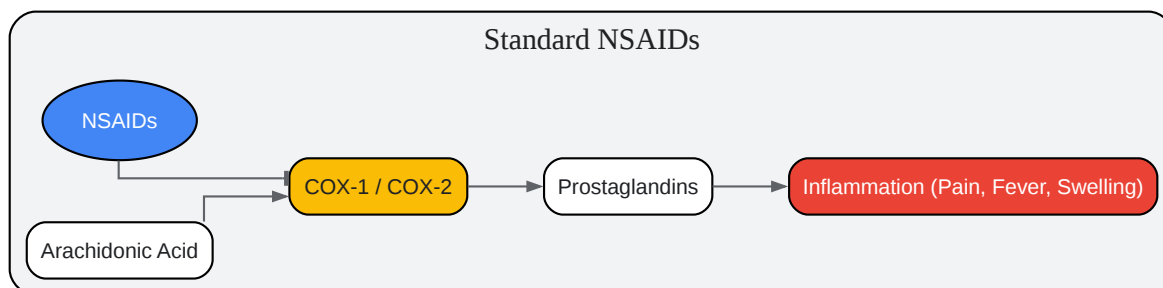 Standard NSAIDs
NSAIDs
COX-1 / COX-2
Prostaglandins
Inflammation (Pain, Fever, Swelling)
Arachidonic Acid